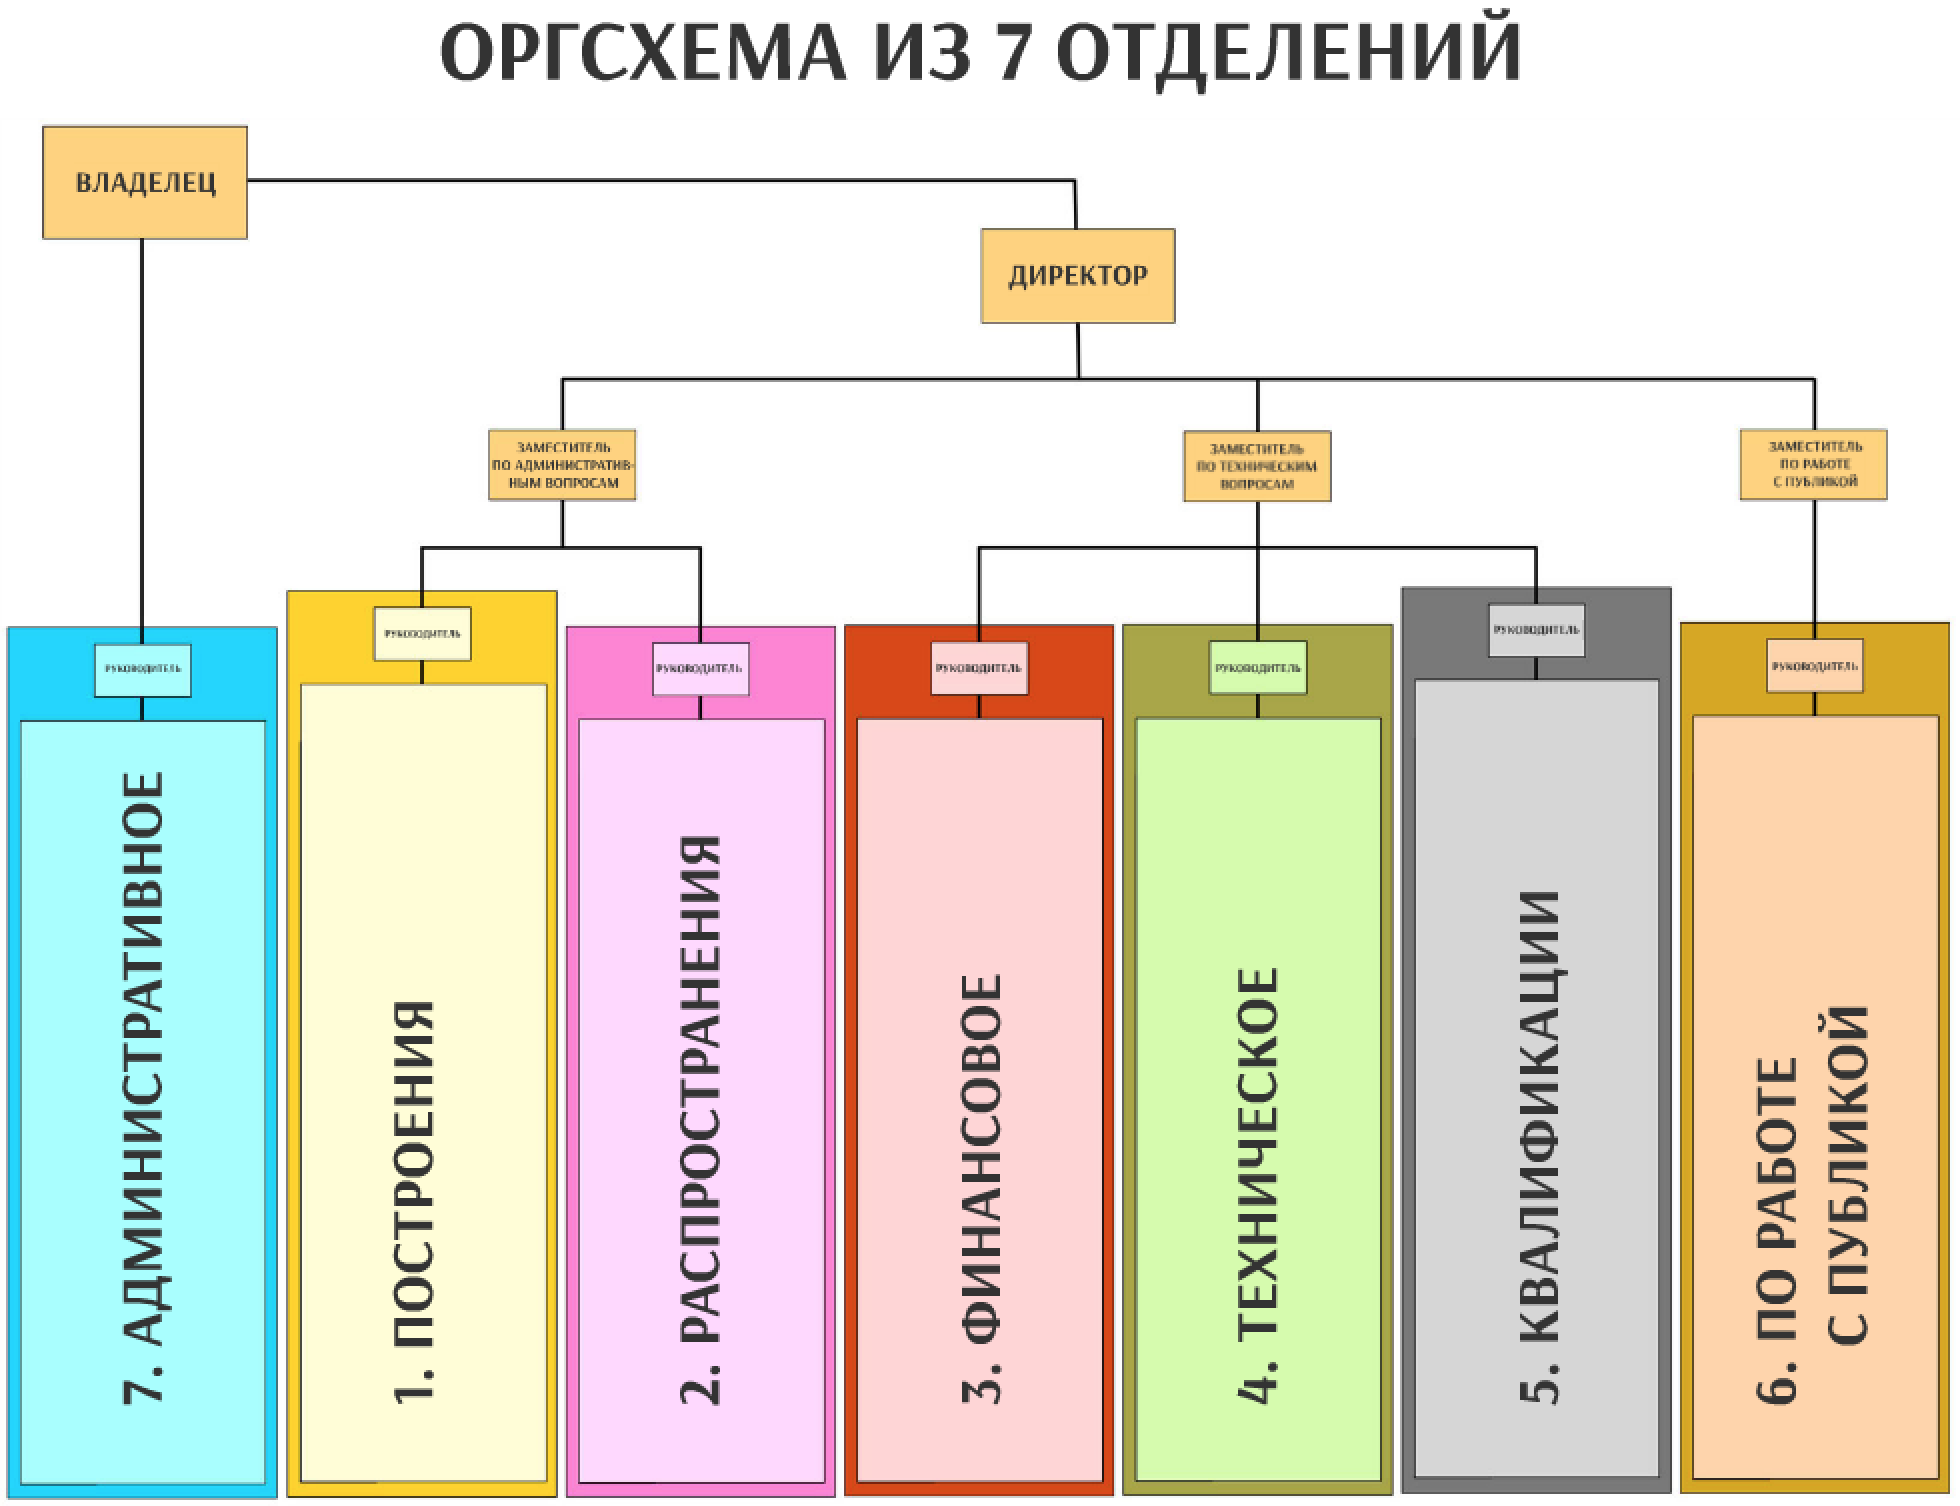 ОРГСХЕМА ИЗ 7 ОТДЕЛЕНИЙ
ВЛАДЕЛЕЦ
ДИРЕКТОР
ЗАМЕСТИТЕЛЬ
ПО АДМИНИСТРАТИВ-
НЫМ ВОПРОСАМ
ЗАМЕСТИТЕЛЬ
ПО ТЕХНИЧЕСКИМ
ВОПРОСАМ
ЗАМЕСТИТЕЛЬ
ПО РАБОТЕ
С ПУБЛИКОЙ
РУКОВОДИТЕЛЬ
7. АДМИНИСТРАТИВНОЕ
РУКОВОДИТЕЛЬ
1. ПОСТРОЕНИЯ
РУКОВОДИТЕЛЬ
2. РАСПРОСТРАНЕНИЯ
РУКОВОДИТЕЛЬ
3. ФИНАНСОВОЕ
РУКОВОДИТЕЛЬ
4. ТЕХНИЧЕСКОЕ
РУКОВОДИТЕЛЬ
5. КВАЛИФИКАЦИИ
РУКОВОДИТЕЛЬ
6. ПО РАБОТЕ
С ПУБЛИКОЙ